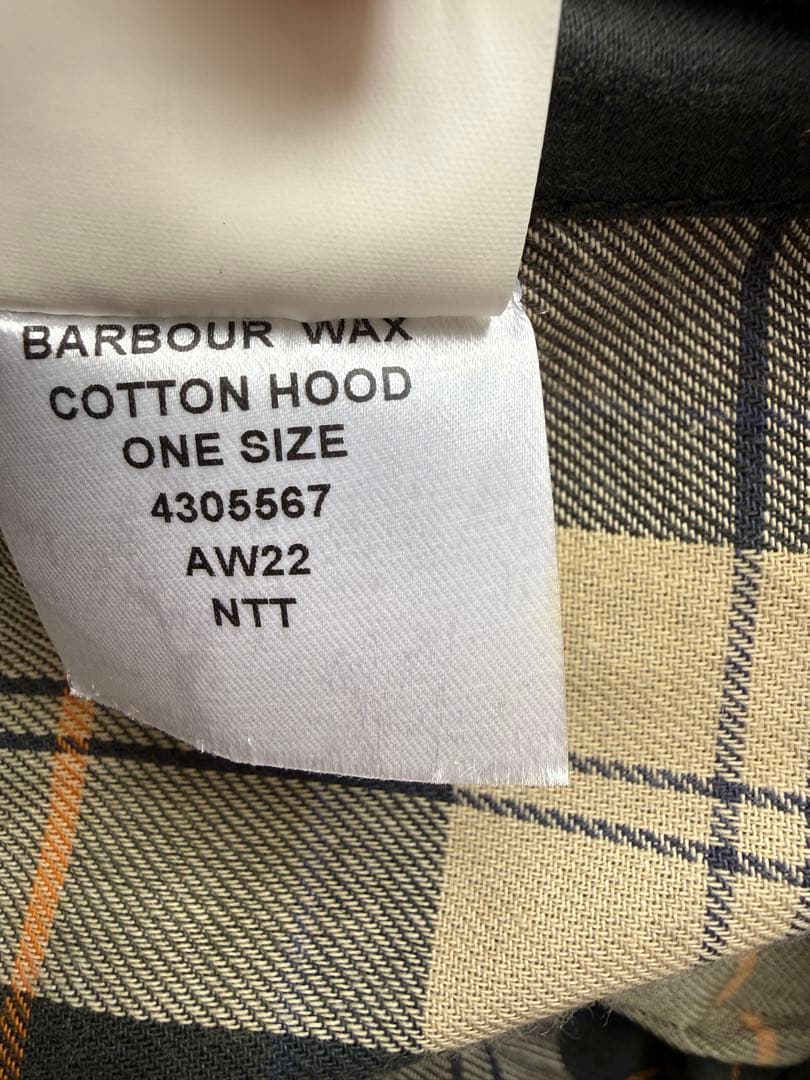 BARBOUR WAX
COTTON HOOD
ONE SIZE
4305567
AW22
NTT